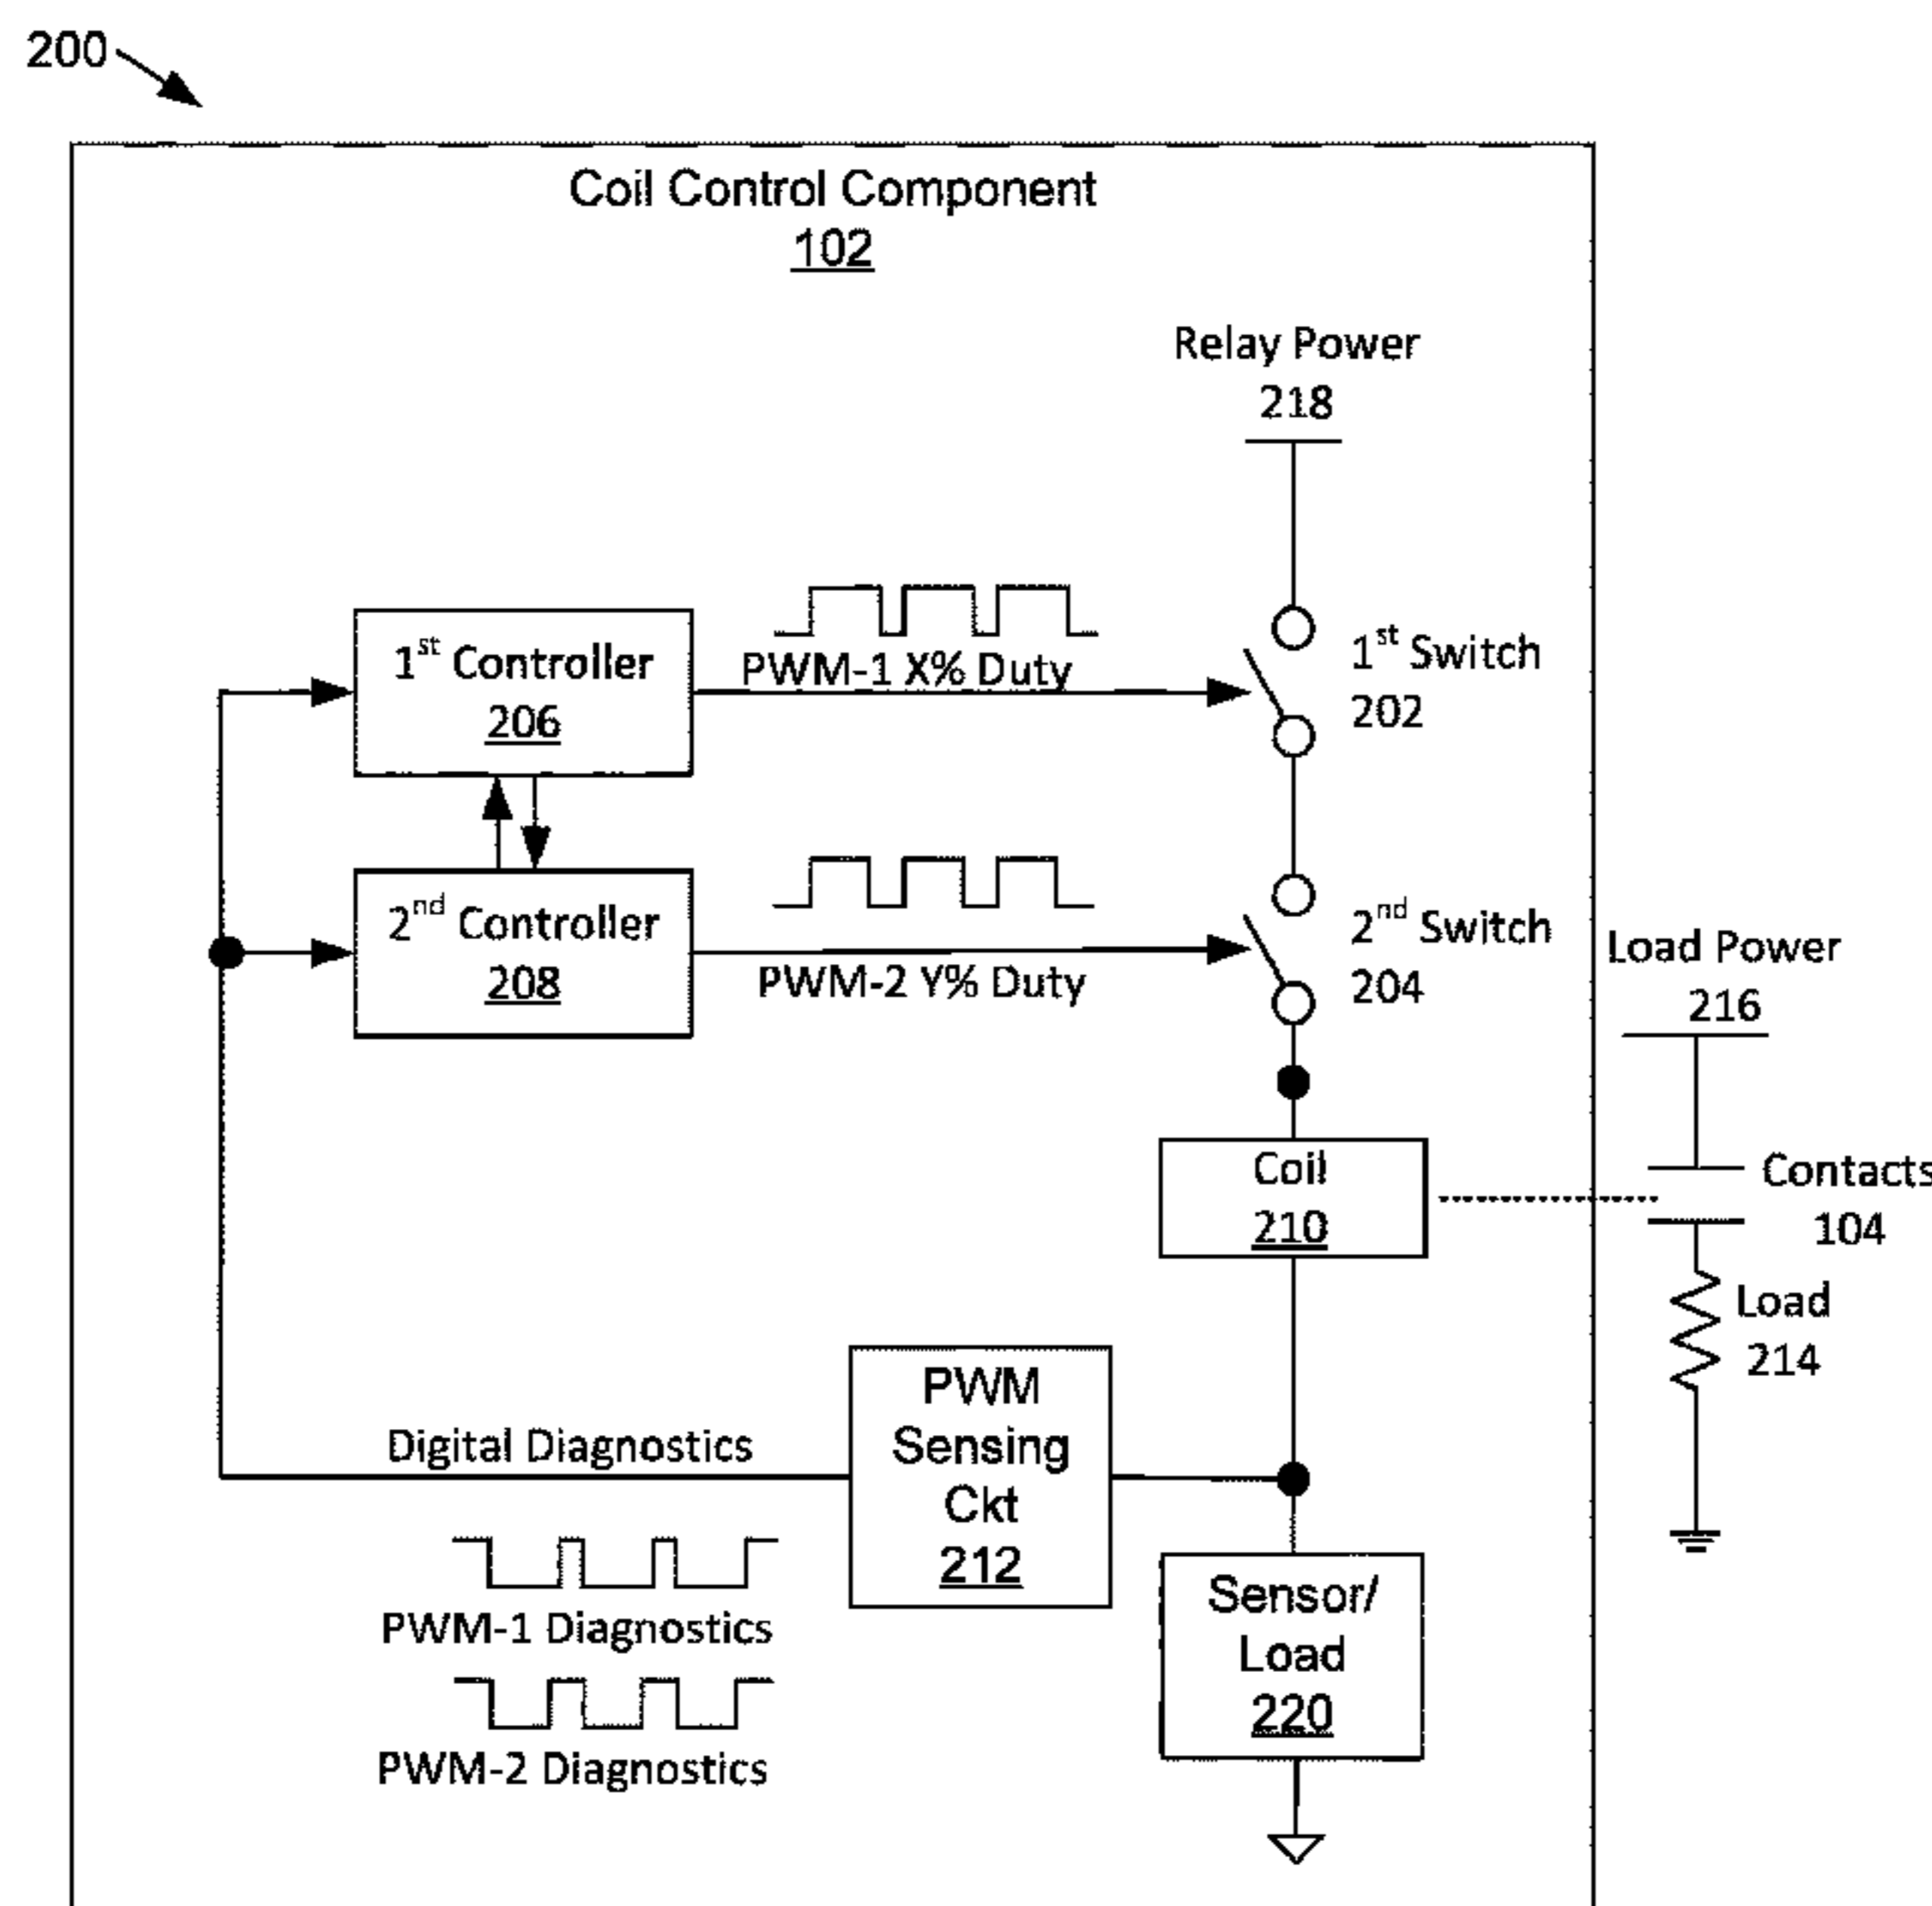 200
Coil Control Component
102
Relay Power
218
1st Controller
206
PWM-1 X% Duty
1st Switch
202
2nd Controller
208
PWM-2 Y% Duty
2nd Switch
204
Load Power
216
Coil
210
Contacts
104
Load
214
PWM
Sensing
Ckt
212
Digital Diagnostics
PWM-1 Diagnostics
PWM-2 Diagnostics
Sensor/
Load
220